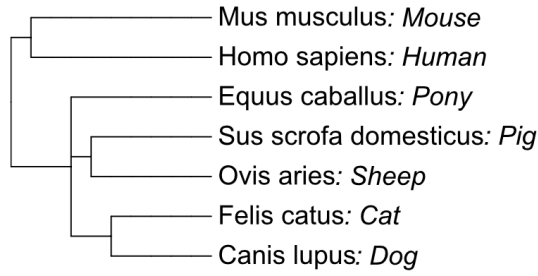 Mus musculus: Mouse
Homo sapiens: Human
Equus caballus: Pony
Sus scrofa domesticus: Pig
Ovis aries: Sheep
Felis catus: Cat
Canis lupus: Dog